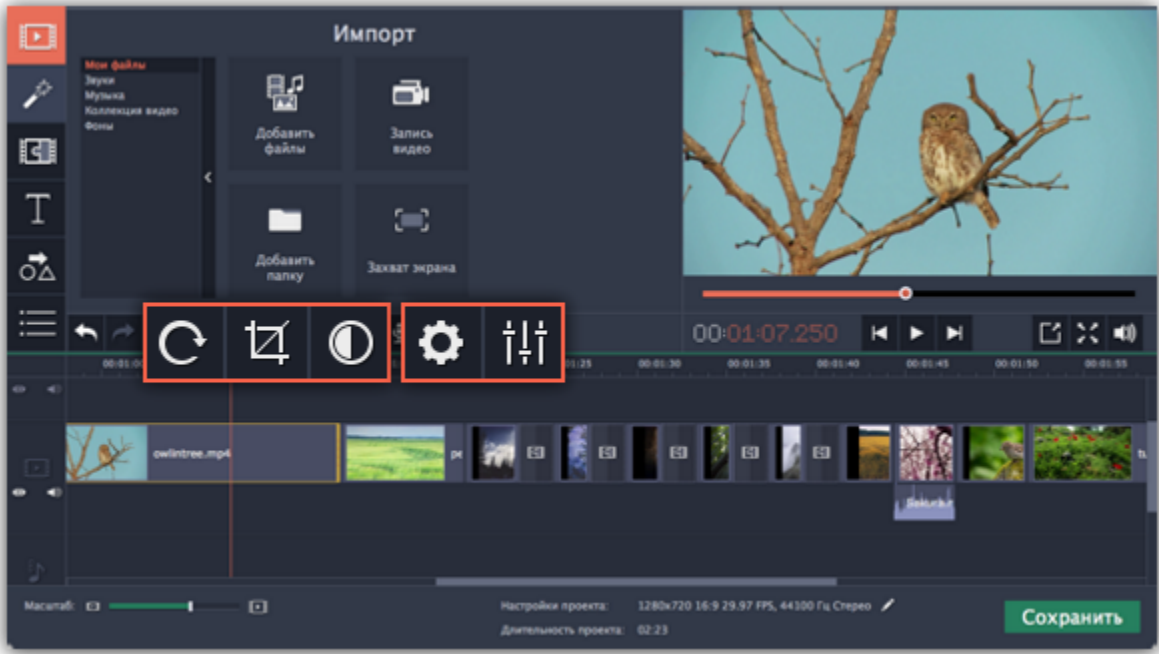 Импорт
Мои файлы
Звуки
Музыка
Коллекция видео
Фоны
Добавить
файлы
Запись
видео
Добавить
папку
Захват экрана
00:01:07.250
00:01:30
00:01:35
00:01:40
00:01:45
00:01:50
00:01:55
owlintree.mp4
Масштаб:
Настройки проекта: 1280x720 16:9 29.97 FPS, 44100 Гц Стерео
Длительность проекта: 02:23
Сохранить